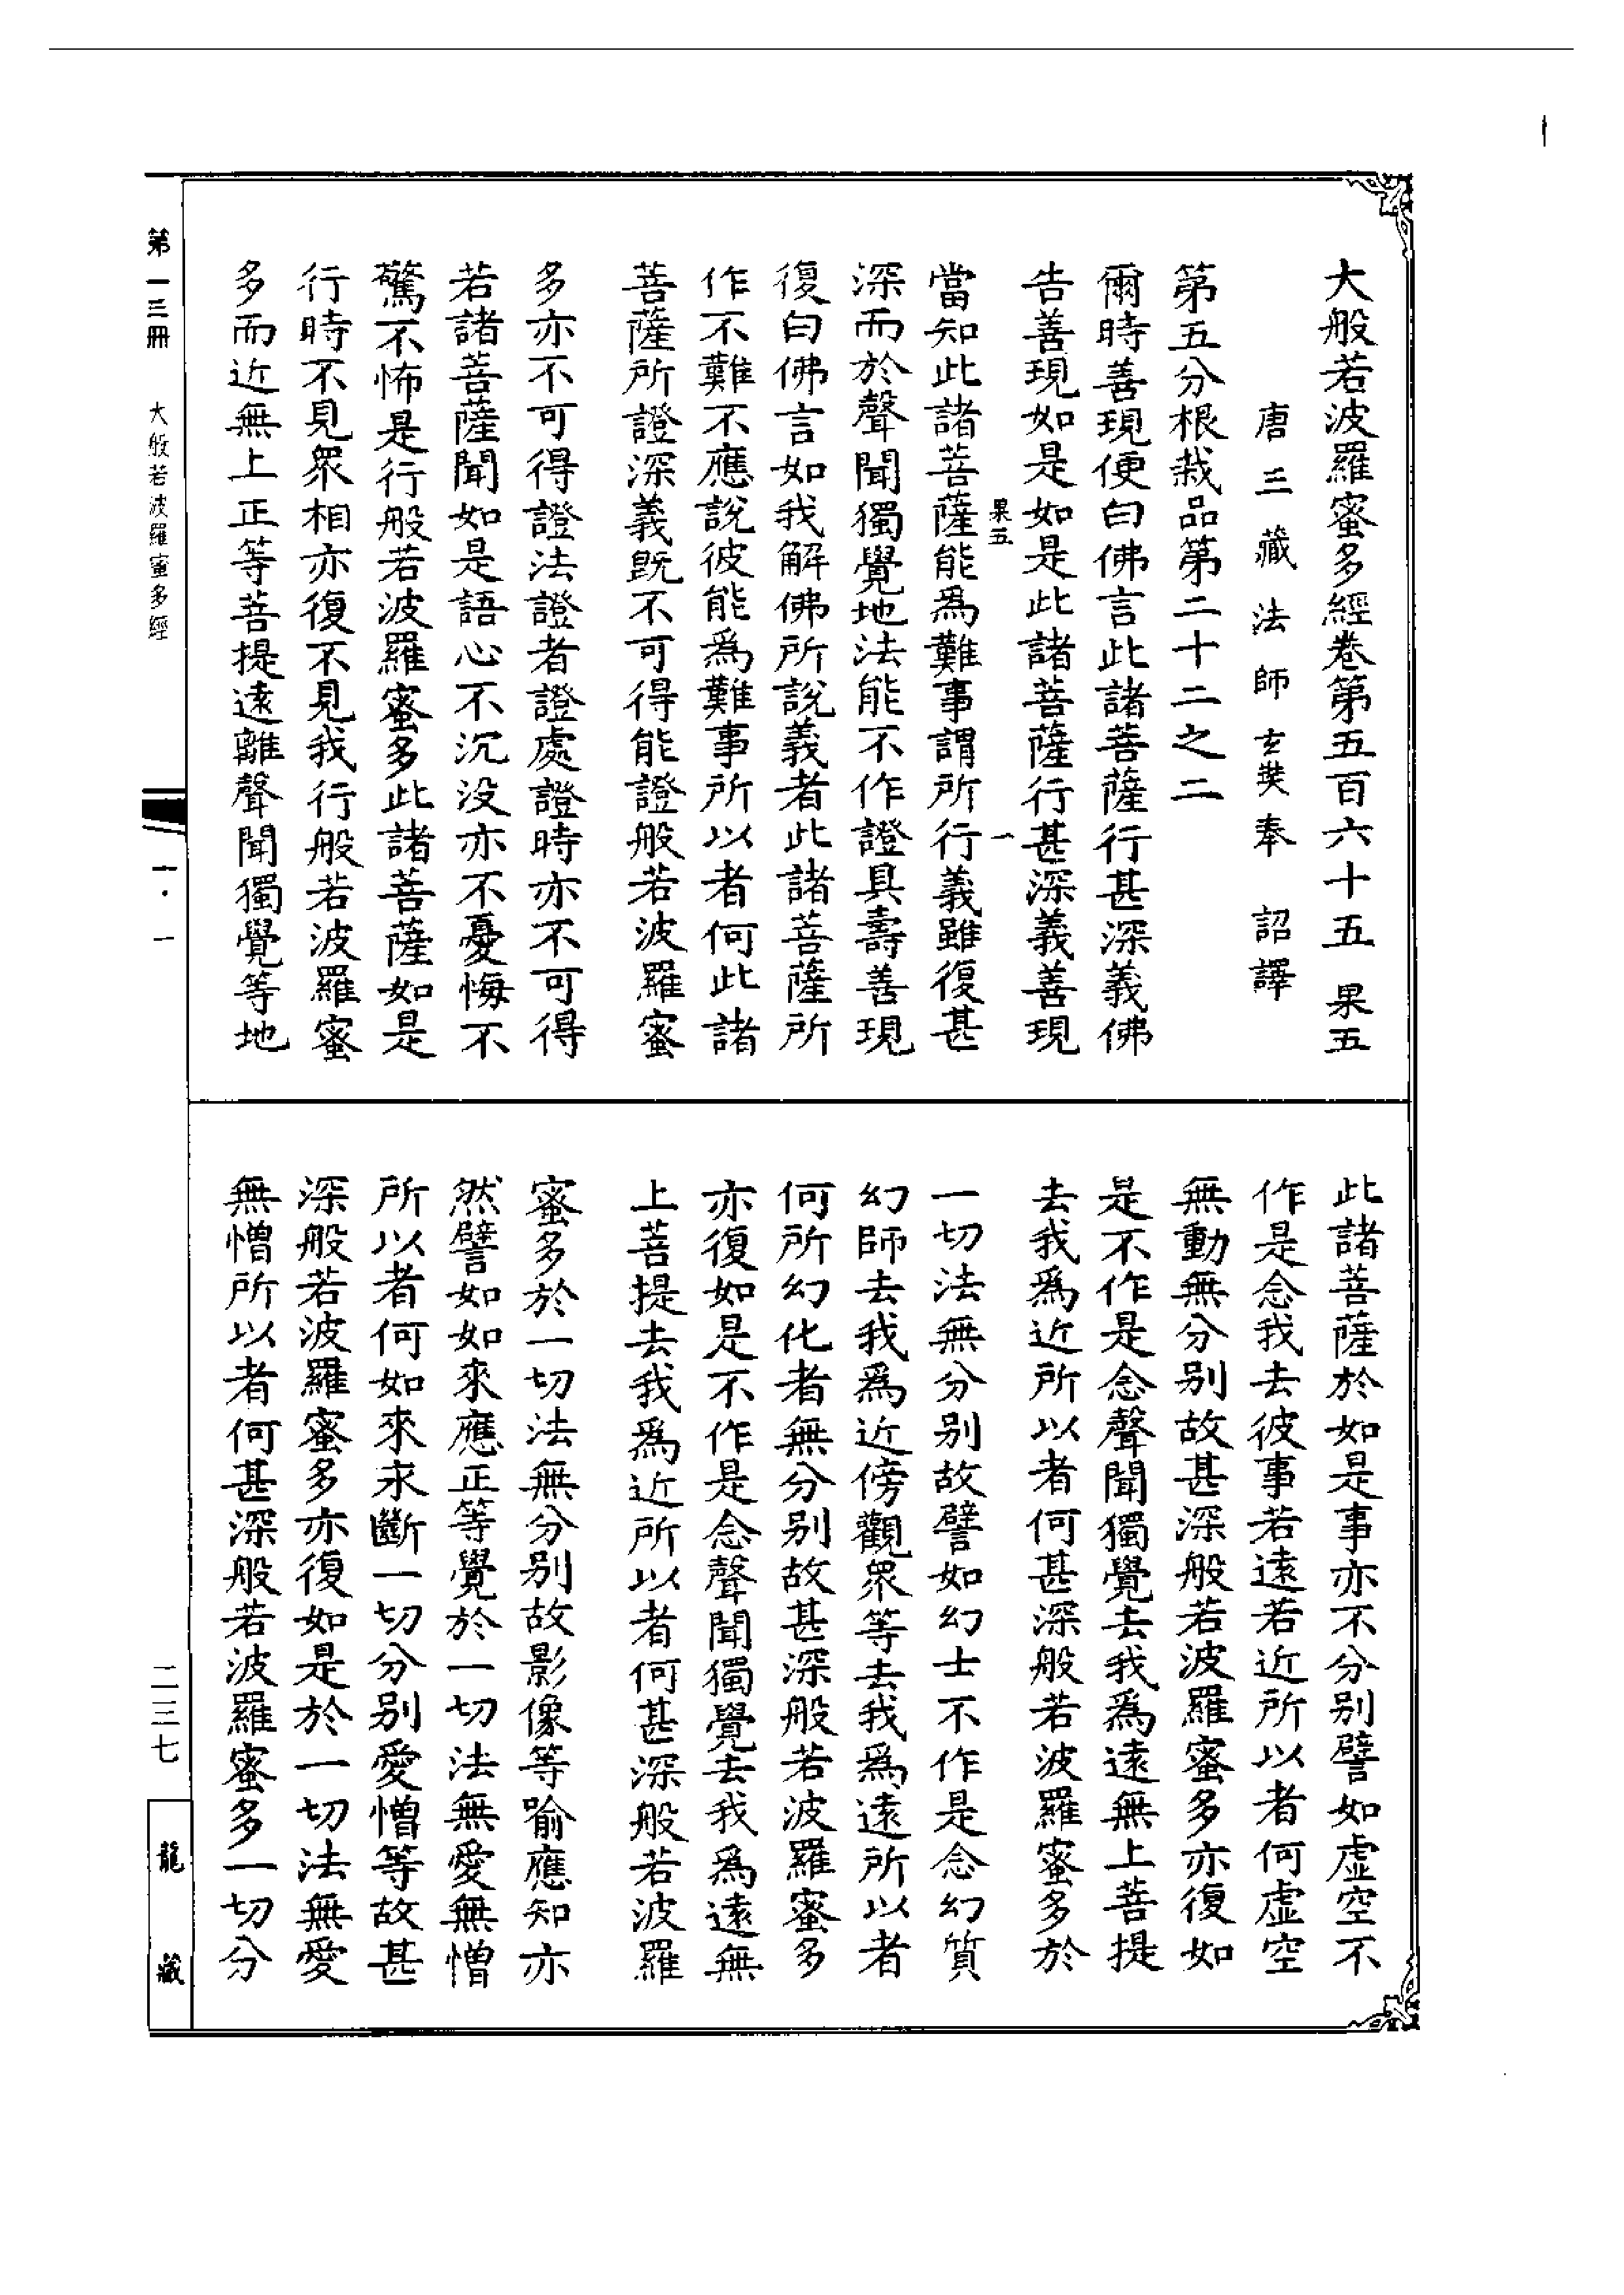 大般若波羅蜜多經卷第五百六十五 果五
唐三藏法師玄奘奉 詔譯
第五分根栽品第二十二之二
爾時善現便白佛言此諸菩薩行甚深義佛
告善現如是如是此諸菩薩行甚深義善現
果五 一
當知此諸菩薩能爲難事謂所行義雖復甚
深而於聲聞獨覺地法能不作證具壽善現
復白佛言如我解佛所說義者此諸菩薩所
作不難不應說彼能爲難事所以者何此諸
菩薩所證深義既不可得能證般若波羅蜜
多亦不可得證法證者證處證時亦不可得
若諸菩薩聞如是語心不沉没亦不憂悔不
驚不怖是行般若波羅蜜多此諸菩薩如是
行時不見衆相亦復不見我行般若波羅蜜
多而近無上正等菩提遠離聲聞獨覺等地
此諸菩薩於如是事亦不分别譬如虛空不
作是念我去彼事若遠若近所以者何虛空
無動無分别故甚深般若波羅蜜多亦復如
是不作是念聲聞獨覺去我爲遠無上菩提
去我爲近所以者何甚深般若波羅蜜多於
一切法無分别故譬如幻士不作是念幻質
幻師去我爲近傍觀衆等去我爲遠所以者
何所幻化者無分别故甚深般若波羅蜜多
亦復如是不作是念聲聞獨覺去我爲遠無
上菩提去我爲近所以者何甚深般若波羅
蜜多於一切法無分别故影像等喻應知亦
然譬如如來應正等覺於一切法無愛無憎
所以者何如來永斷一切分别愛憎等故甚
深般若波羅蜜多亦復如是於一切法無愛
無憎所以者何甚深般若波羅蜜多一切分
第一三冊 大般若波羅蜜多經
一·一
二三七
龍藏